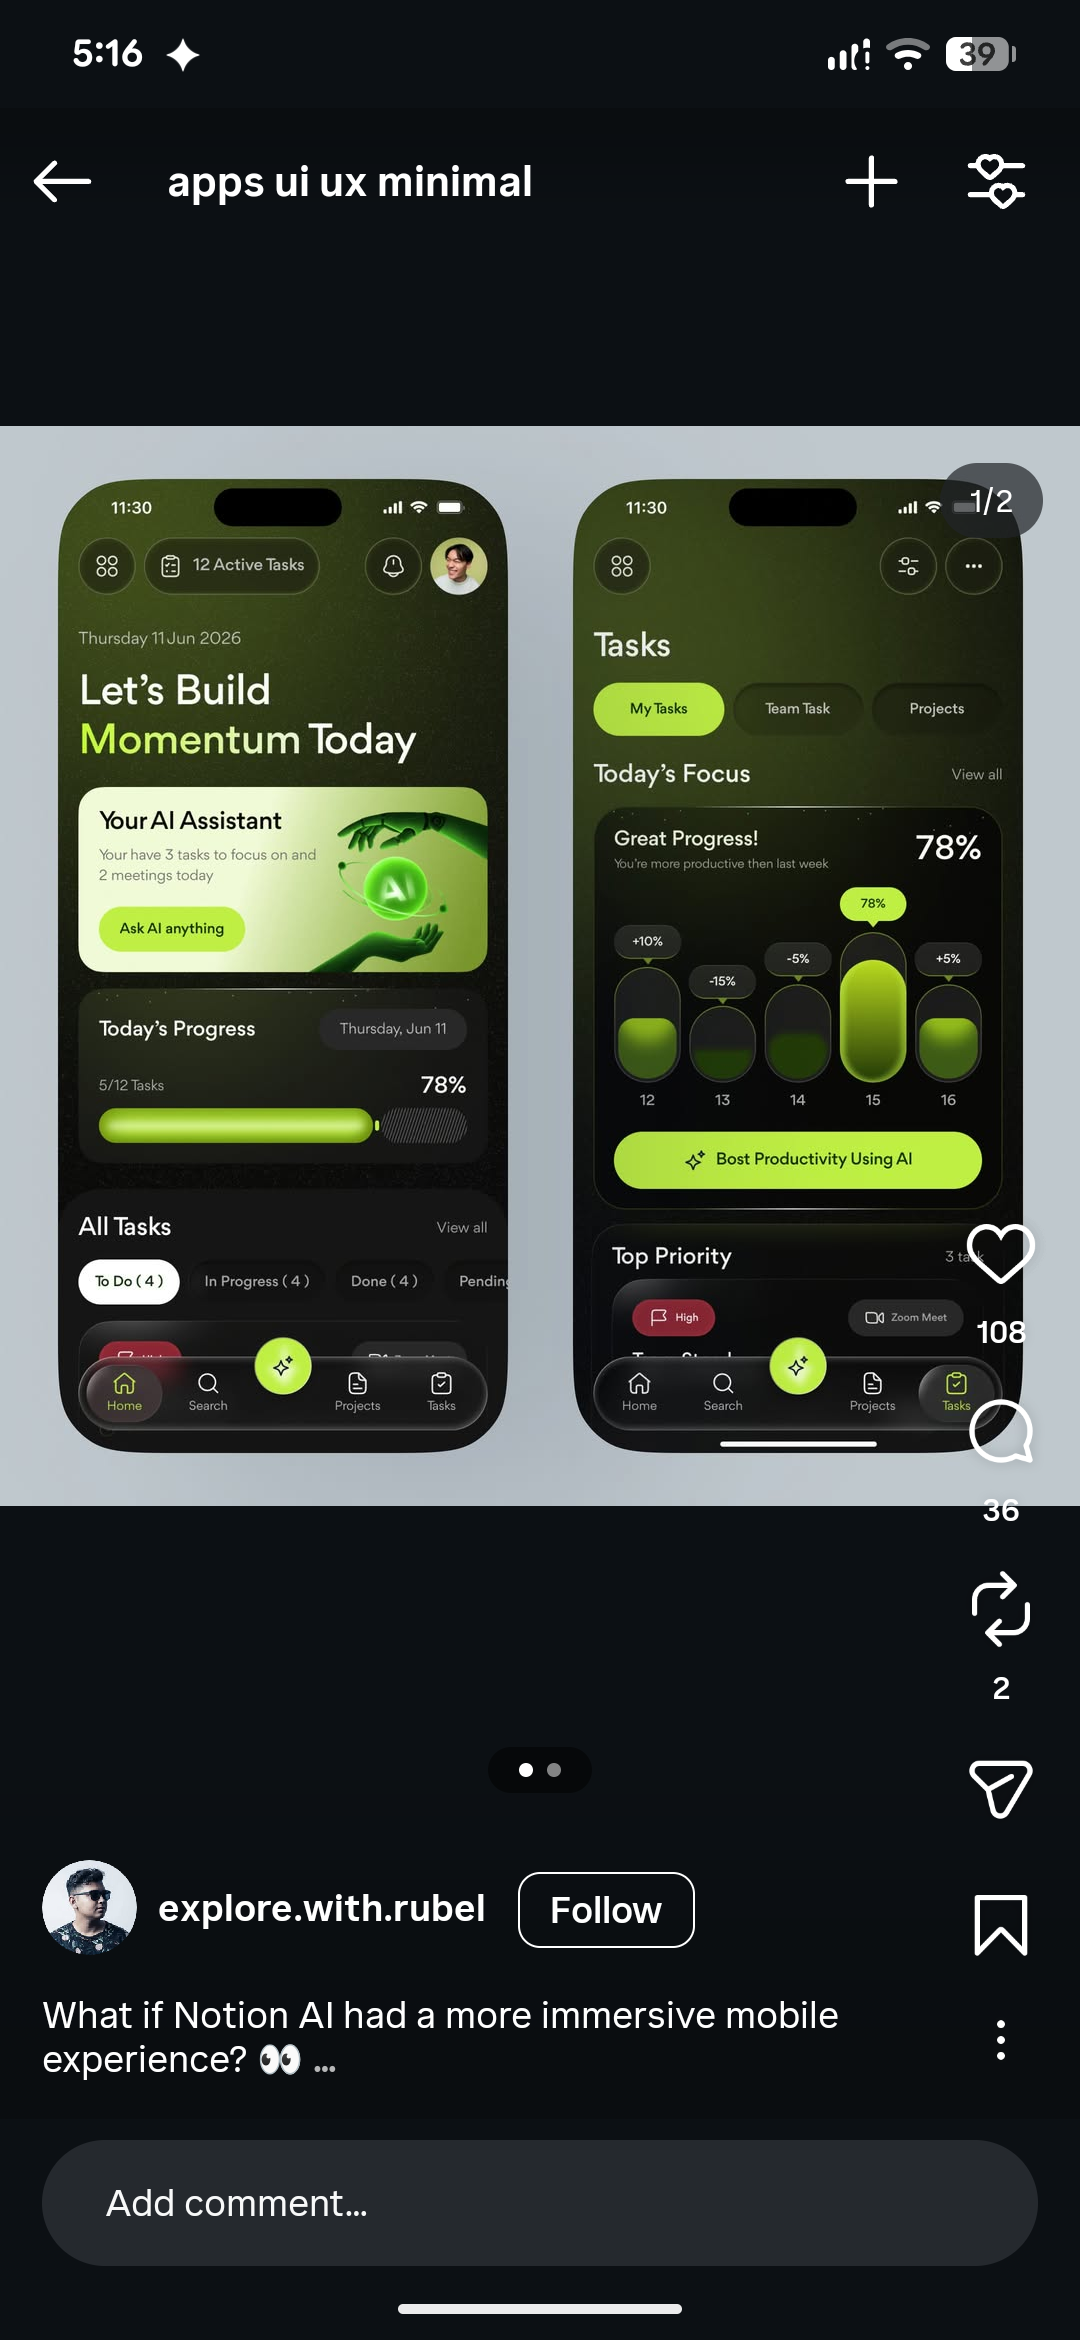 5:16
39
apps ui ux minimal
1/2
11:30
12 Active Tasks
Thursday 11 Jun 2026
Let's Build
Momentum Today
Your AI Assistant
Your have 3 tasks to focus on and
2 meetings today
Ask AI anything
AI
Today's Progress
Thursday, Jun 11
5/12 Tasks
78%
All Tasks
View all
To Do ( 4 )
In Progress ( 4 )
Done ( 4 )
Pending
Home
Search
Projects
Tasks
11:30
Tasks
My Tasks
Team Task
Projects
Today's Focus
View all
Great Progress!
78%
You're more productive then last week
78%
+10%
-15%
-5%
+5%
12
13
14
15
16
Bost Productivity Using AI
Top Priority
3 task
High
Zoom Meet
Home
Search
Projects
Tasks
108
36
2
explore.with.rubel
Follow
What if Notion AI had a more immersive mobile
experience? 👀 ...
Add comment...